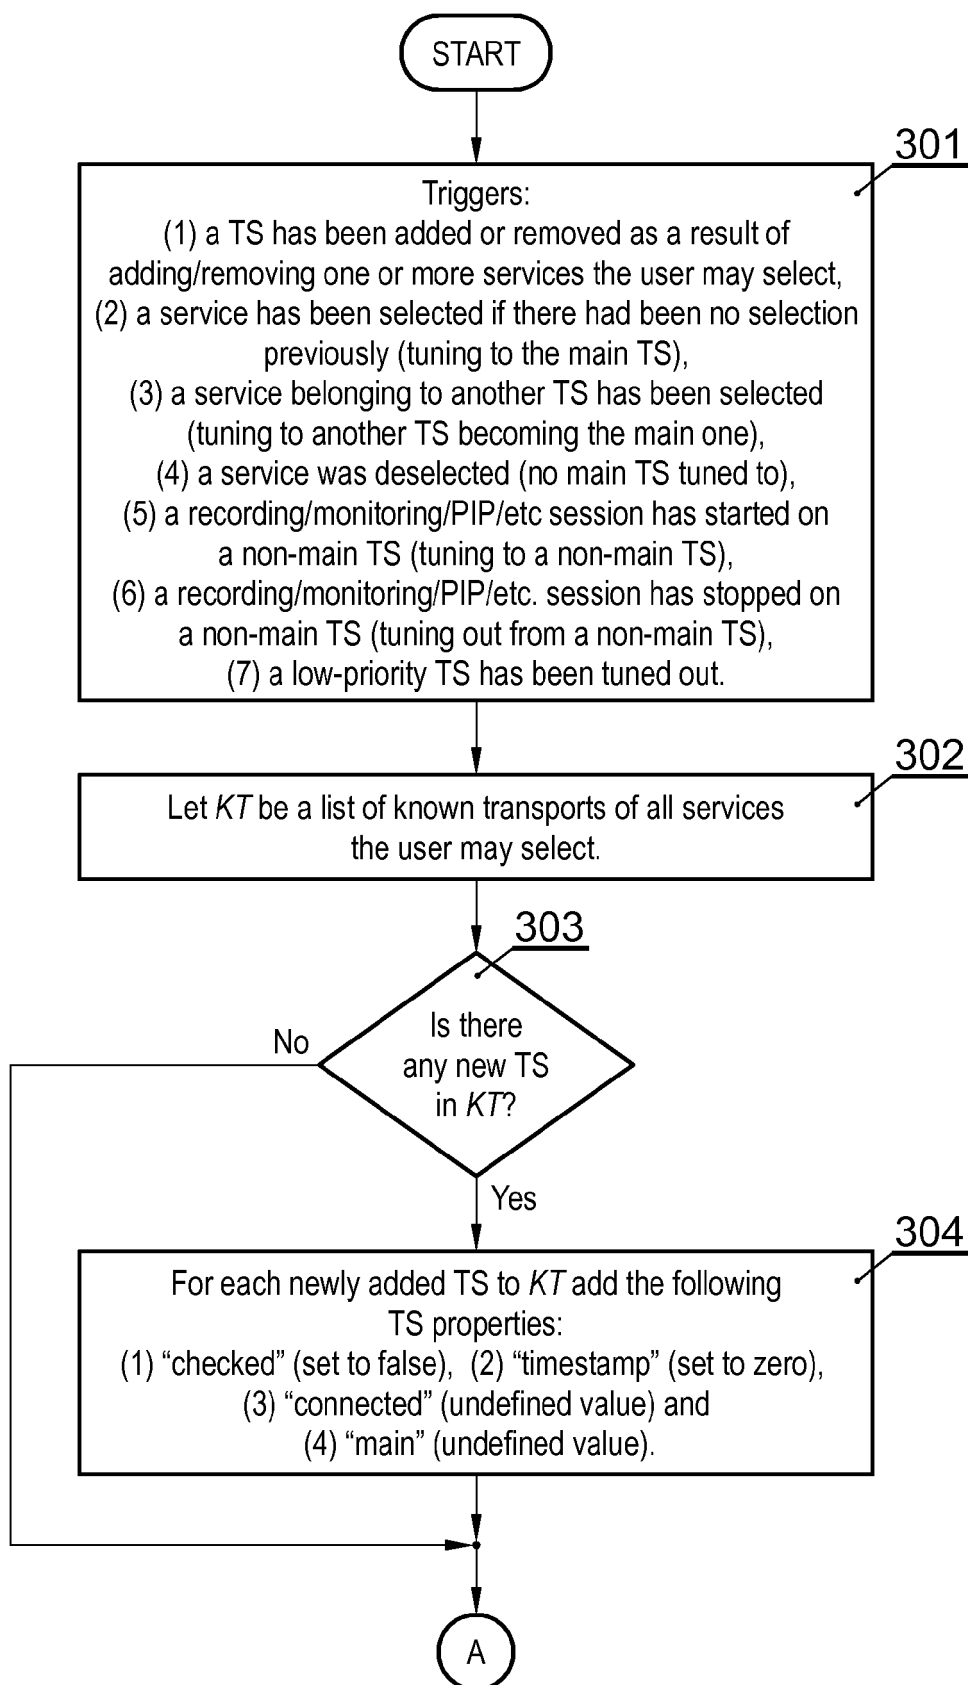 START
301
Triggers:
(1) a TS has been added or removed as a result of
adding/removing one or more services the user may select,
(2) a service has been selected if there had been no selection
previously (tuning to the main TS),
(3) a service belonging to another TS has been selected
(tuning to another TS becoming the main one),
(4) a service was deselected (no main TS tuned to),
(5) a recording/monitoring/PIP/etc session has started on
a non-main TS (tuning to a non-main TS),
(6) a recording/monitoring/PIP/etc. session has stopped on
a non-main TS (tuning out from a non-main TS),
(7) a low-priority TS has been tuned out.
302
Let KT be a list of known transports of all services
the user may select.
303
Is there
any new TS
in KT?
No
Yes
304
For each newly added TS to KT add the following
TS properties:
(1) “checked” (set to false), (2) “timestamp” (set to zero),
(3) “connected” (undefined value) and
(4) “main” (undefined value).
A